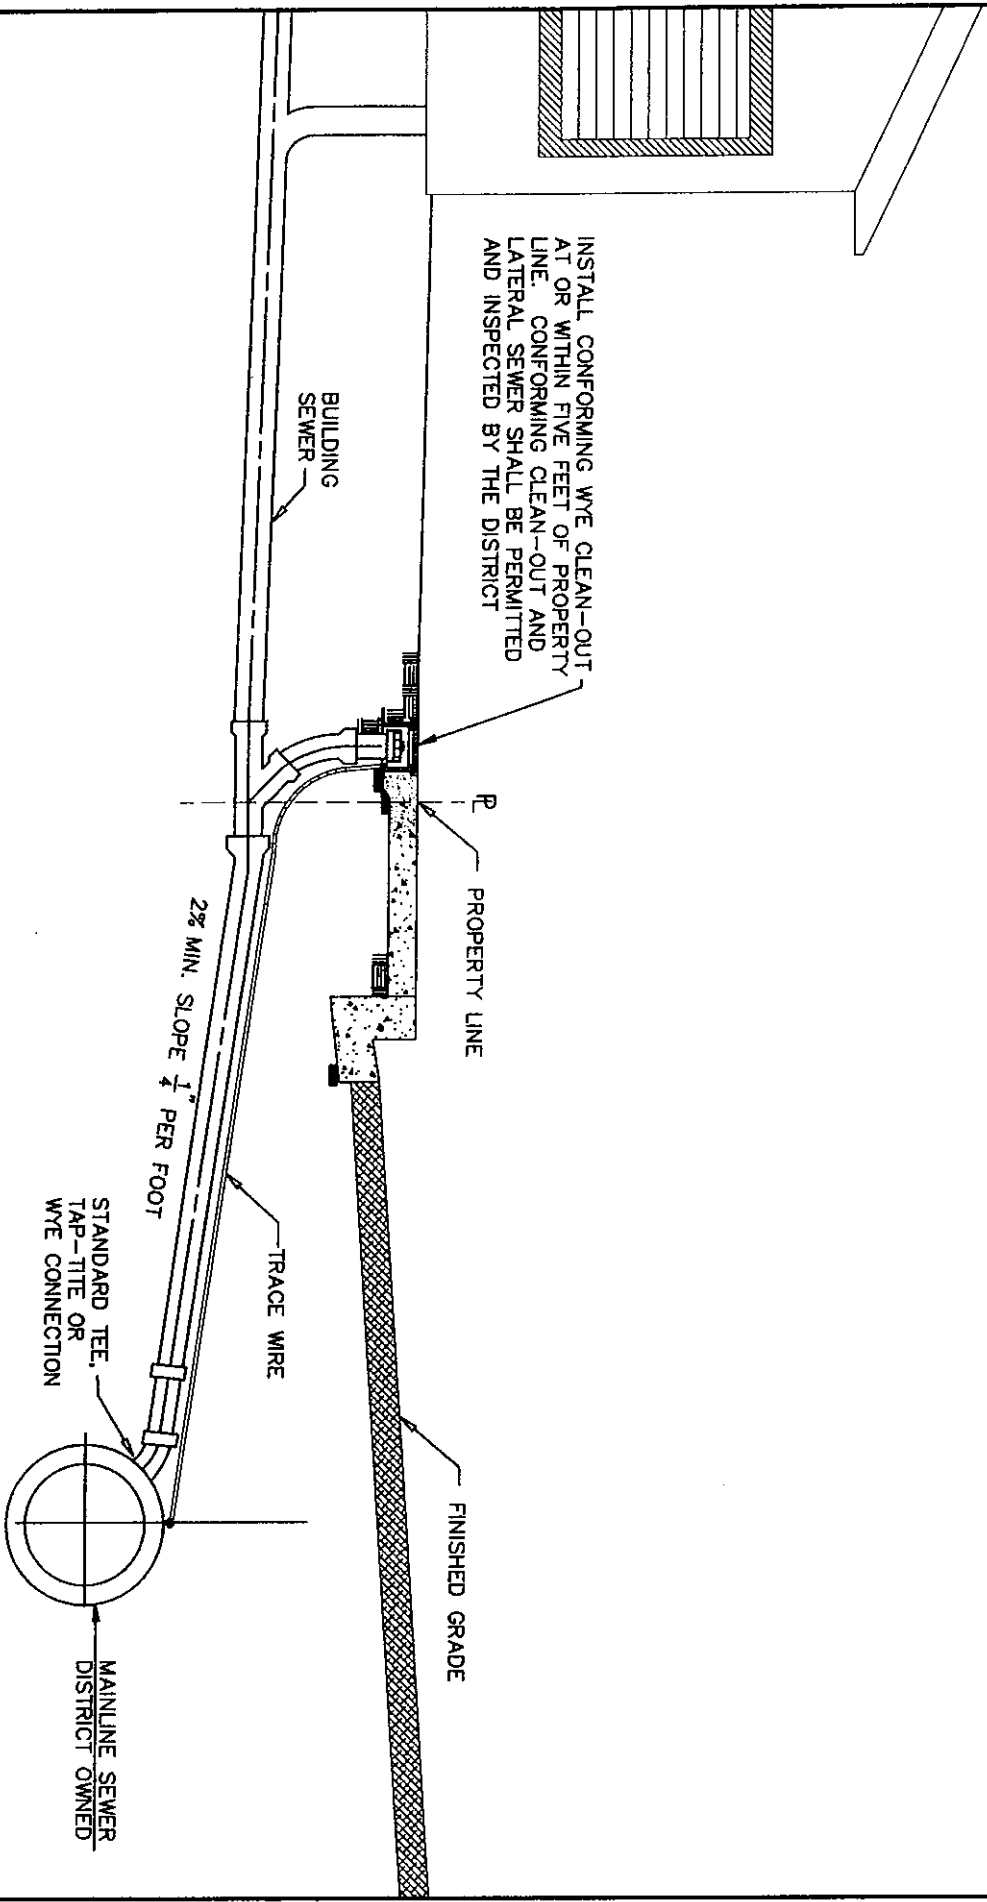 INSTALL CONFORMING WYE CLEAN-OUT
AT OR WITHIN FIVE FEET OF PROPERTY
LINE. CONFORMING CLEAN-OUT AND
LATERAL SEWER SHALL BE PERMITTED
AND INSPECTED BY THE DISTRICT
BUILDING
SEWER
PL
PROPERTY LINE
2% MIN. SLOPE 1/4" PER FOOT
TRACE WIRE
FINISHED GRADE
STANDARD TEE,
TAP-TITE OR
WYE CONNECTION
MAINLINE SEWER
DISTRICT OWNED